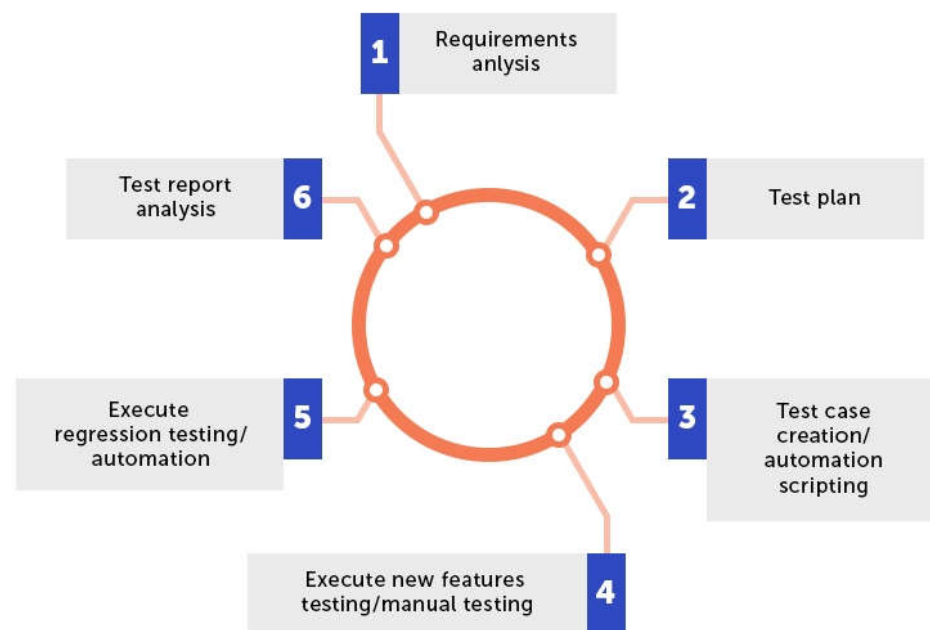 1
Requirements
anlysis
2
Test plan
3
Test case
creation/
automation
scripting
4
Execute new features
testing/manual testing
5
Execute
regression testing/
automation
6
Test report
analysis